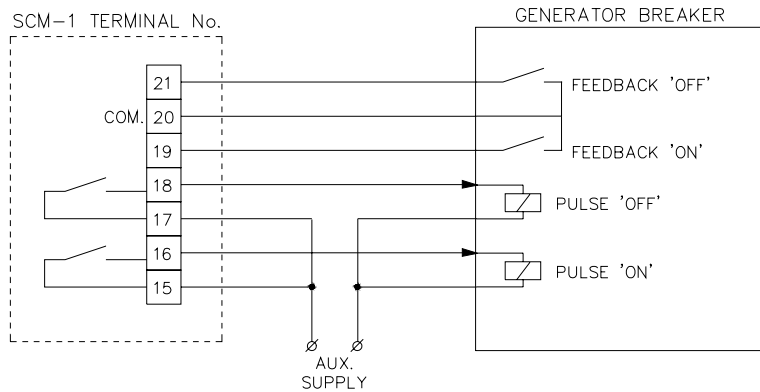 SCM-1 TERMINAL No.
GENERATOR BREAKER
21
FEEDBACK 'OFF'
COM. 20
19
FEEDBACK 'ON'
18
PULSE 'OFF'
17
16
PULSE 'ON'
15
AUX.
SUPPLY